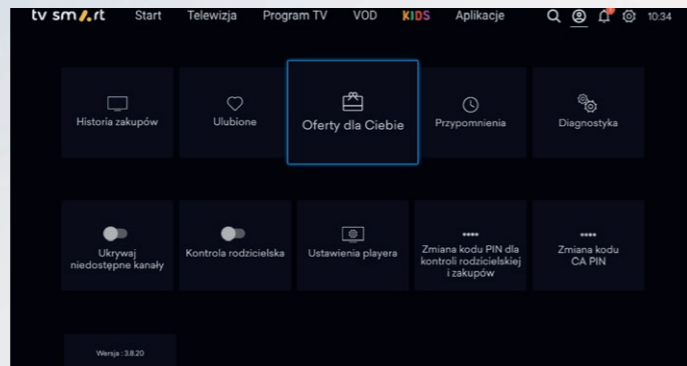 tv smart Start Telewizja Program TV VOD KIDS Aplikacje 10:34
Historia zakupów
Ulubione
Oferty dla Ciebie
Przypomnienia
Diagnostyka
Ukrywaj
niedostępne kanały
Kontrola rodzicielska
Ustawienia playera
Zmiana kodu PIN dla
kontroli rodzicielskiej
i zakupów
Zmiana kodu
CA PIN
Wersja : 3.8.20